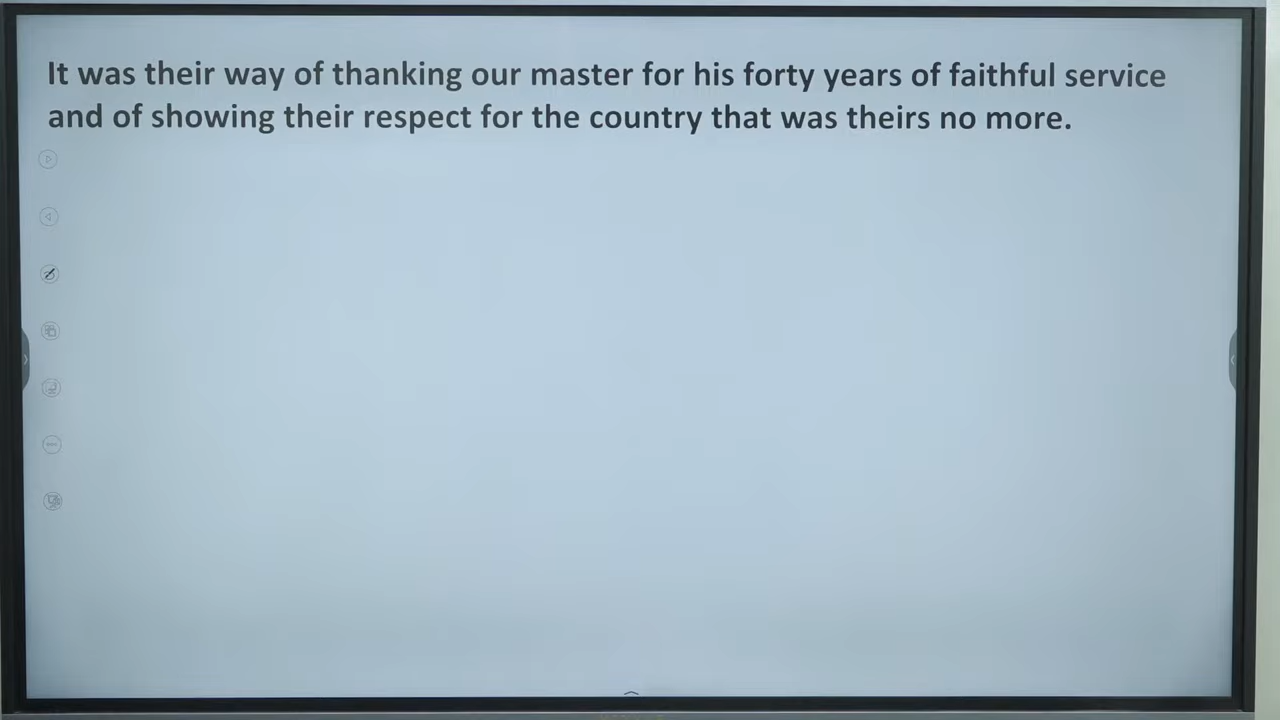 It was their way of thanking our master for his forty years of faithful service
and of showing their respect for the country that was theirs no more.